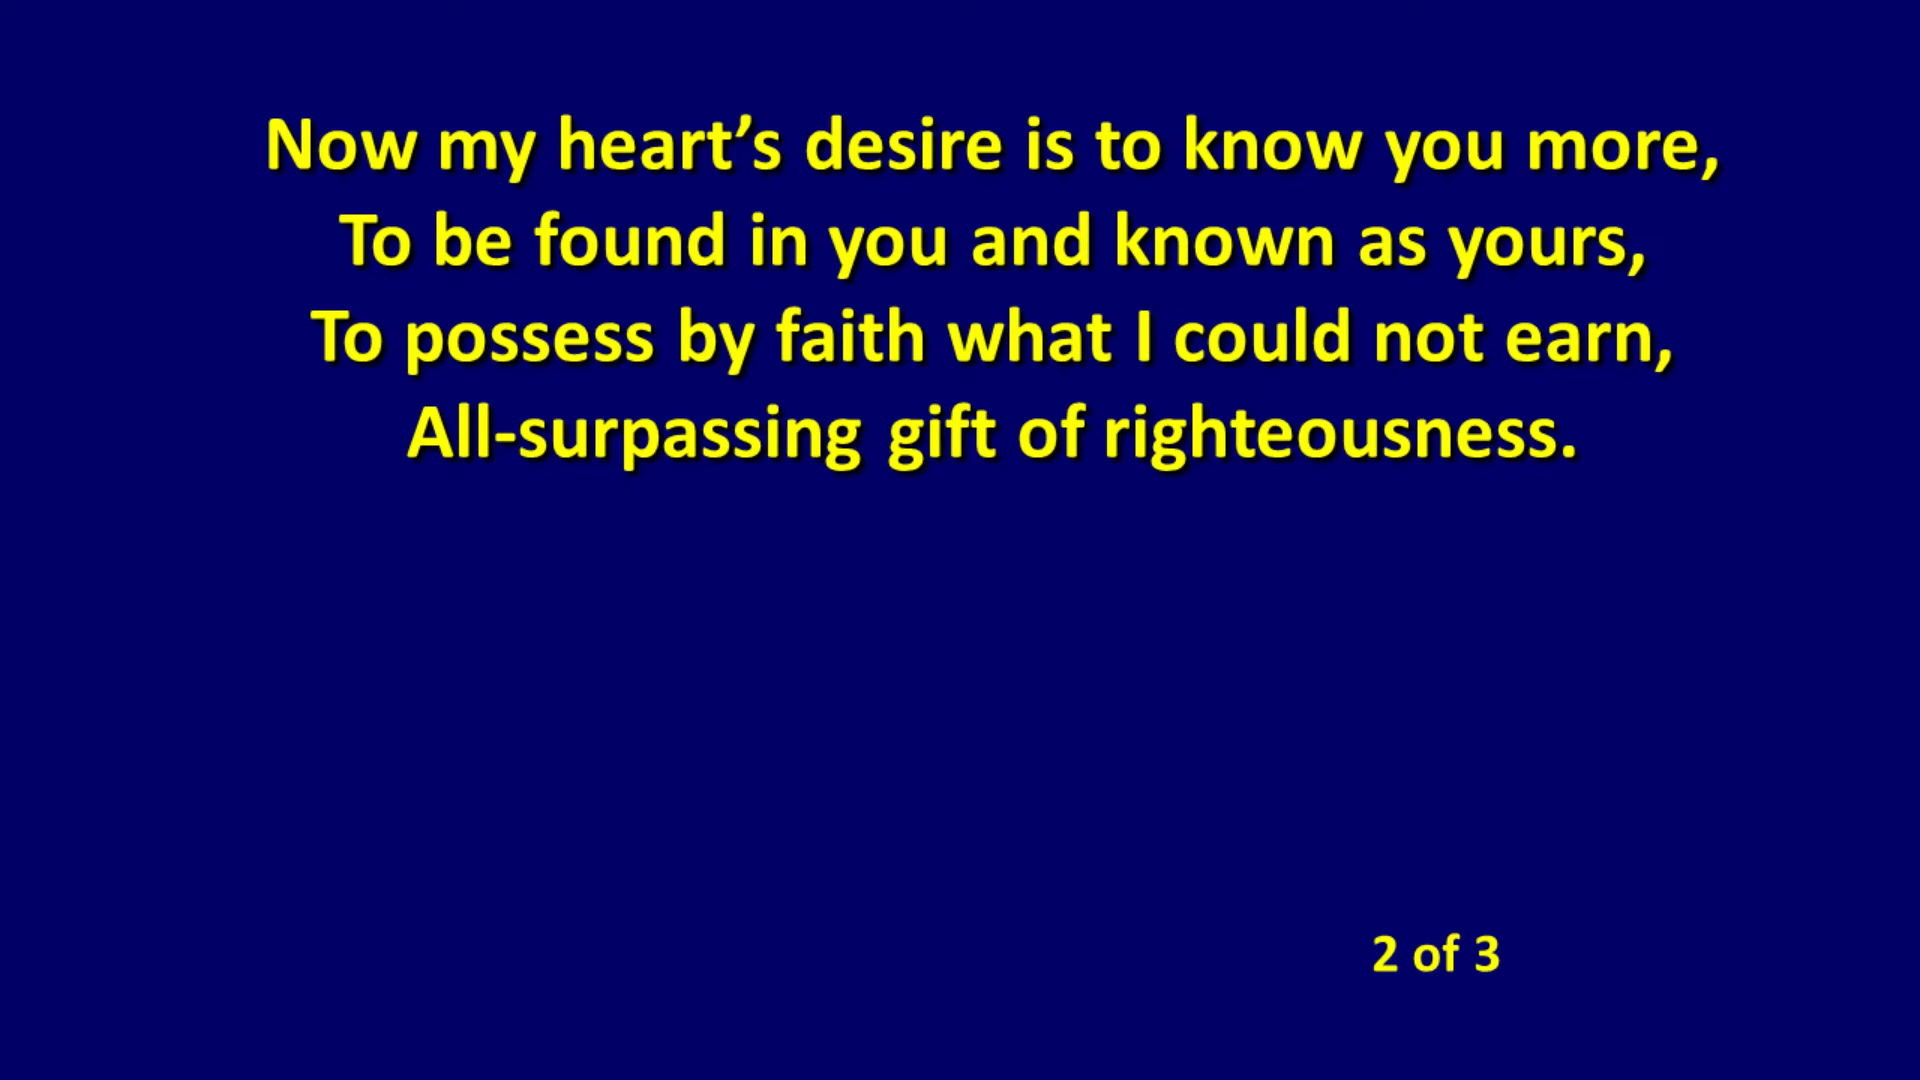 Now my heart’s desire is to know you more,
To be found in you and known as yours,
To possess by faith what I could not earn,
All-surpassing gift of righteousness.
2 of 3